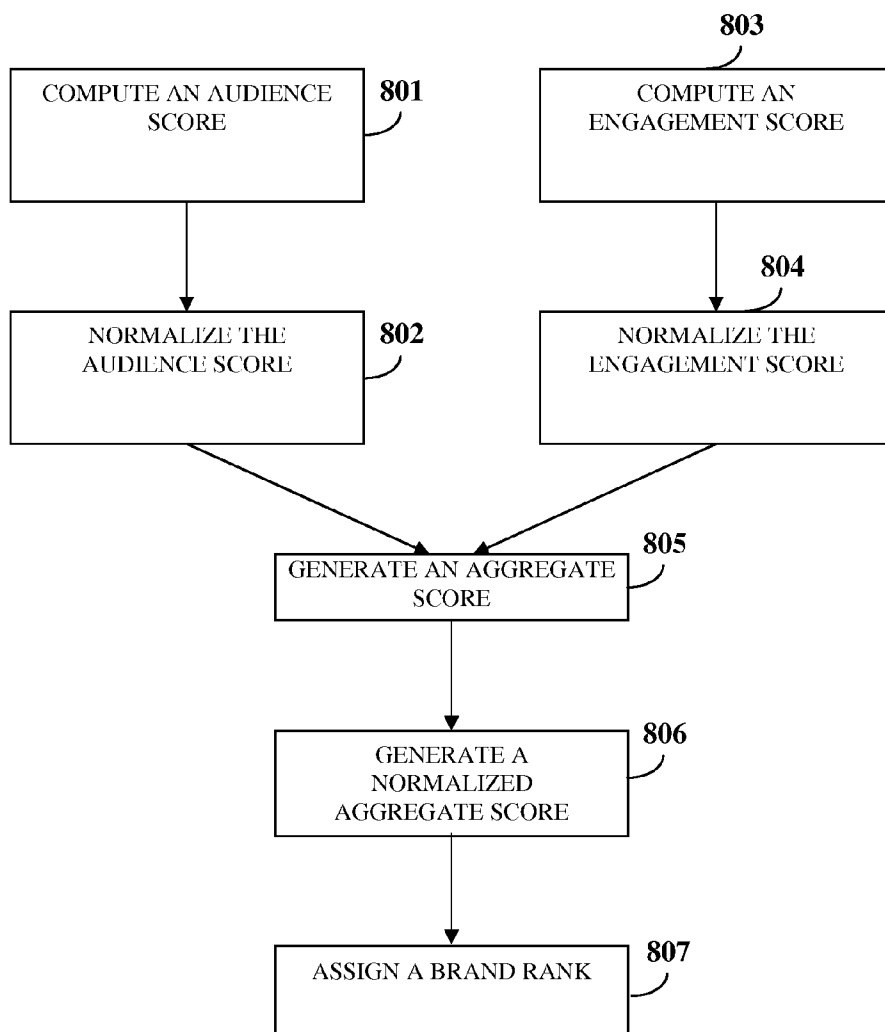 803
COMPUTE AN AUDIENCE
SCORE
801
COMPUTE AN
ENGAGEMENT SCORE
804
NORMALIZE THE
AUDIENCE SCORE
802
NORMALIZE THE
ENGAGEMENT SCORE
805
GENERATE AN AGGREGATE
SCORE
806
GENERATE A
NORMALIZED
AGGREGATE SCORE
807
ASSIGN A BRAND RANK